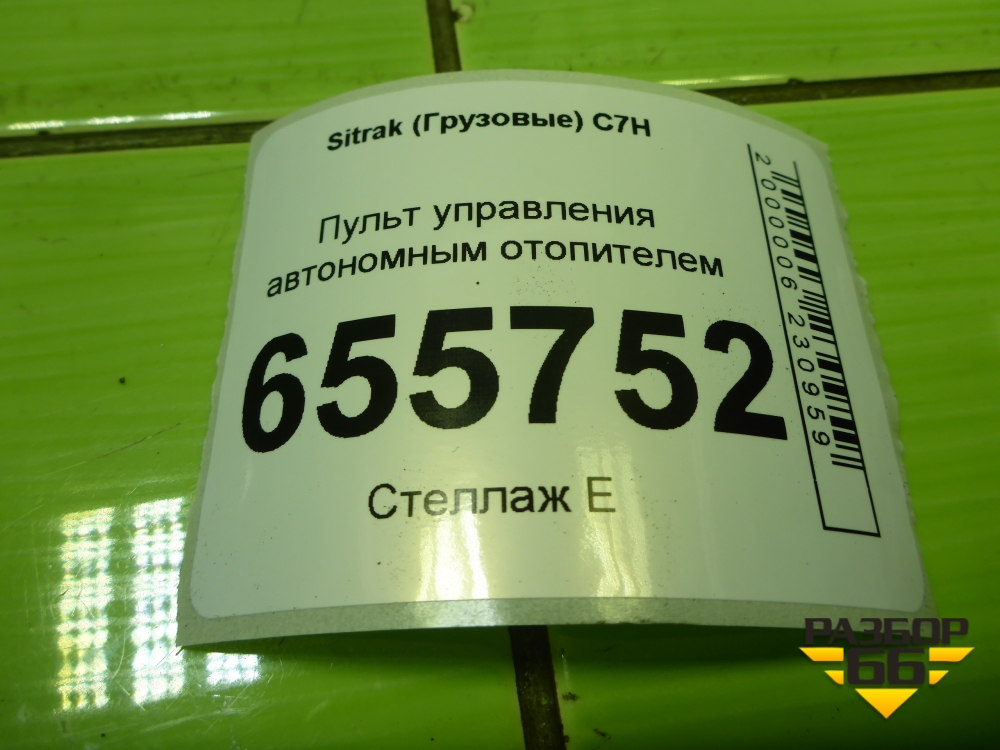 Sitrak (Грузовые) C7H
Пульт управления
автономным отопителем
655752
Стеллаж Е
2000006230959
РАЗБОР
66